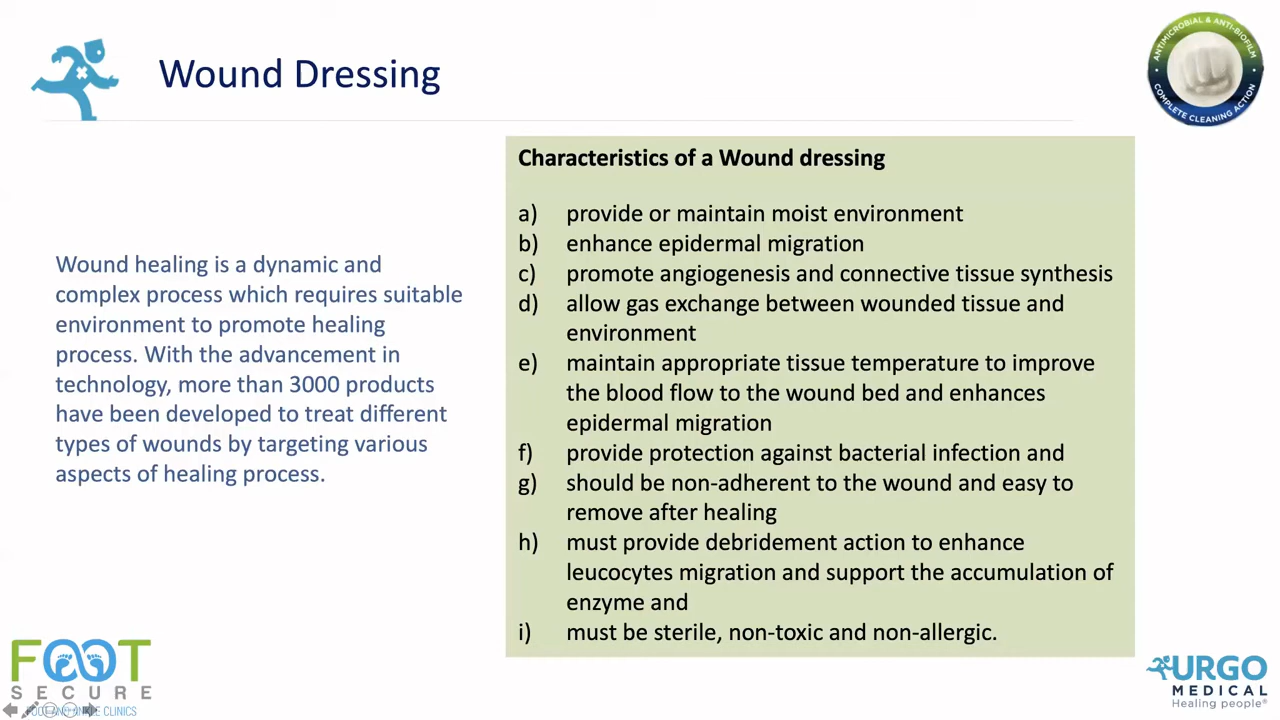 Wound Dressing
ANTIMICROBIAL & ANTI-BIOFILM
COMPLETE CLEANING ACTION
Wound healing is a dynamic and
complex process which requires suitable
environment to promote healing
process. With the advancement in
technology, more than 3000 products
have been developed to treat different
types of wounds by targeting various
aspects of healing process.
Characteristics of a Wound dressing
a) provide or maintain moist environment
b) enhance epidermal migration
c) promote angiogenesis and connective tissue synthesis
d) allow gas exchange between wounded tissue and
environment
e) maintain appropriate tissue temperature to improve
the blood flow to the wound bed and enhances
epidermal migration
f) provide protection against bacterial infection and
g) should be non-adherent to the wound and easy to
remove after healing
h) must provide debridement action to enhance
leucocytes migration and support the accumulation of
enzyme and
i) must be sterile, non-toxic and non-allergic.
FOOT
SECURE
FOOT AND ANKLE CLINICS
URGO
MEDICAL
Healing people®